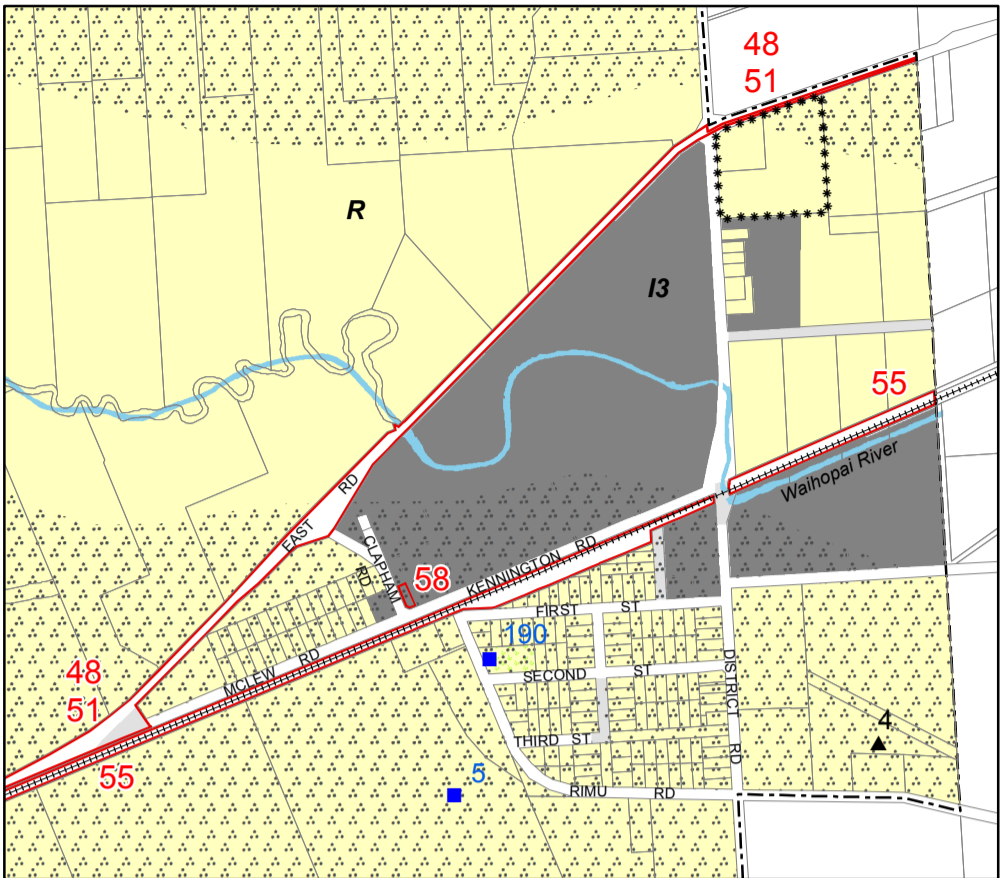 48
51
R
I3
55
Waihopai River
EAST RD
CLAPHAM RD
58
KENNINGTON RD
FIRST ST
190
MCLEW RD
SECOND ST
DISTRICT RD
48
51
THIRD ST
4
55
5
RIMU RD